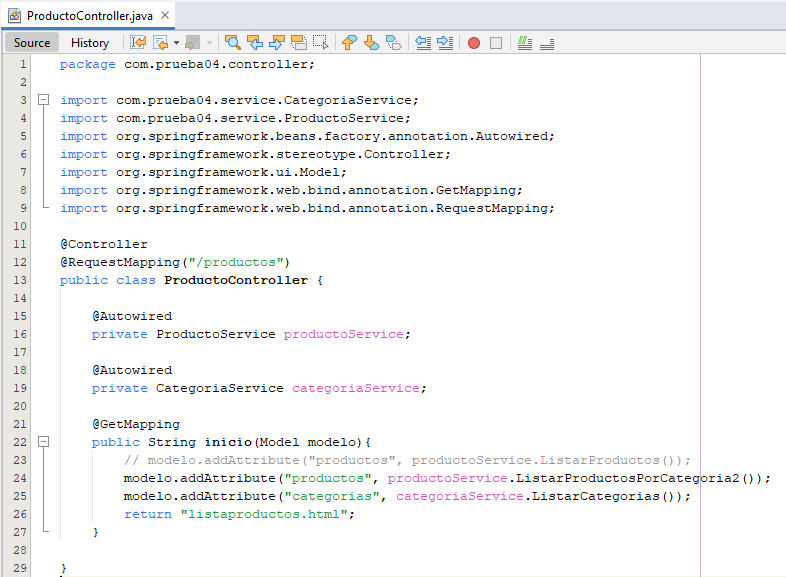 ProductoController.java
Source History
1 package com.prueba04.controller;
2
3 import com.prueba04.service.CategoriaService;
4 import com.prueba04.service.ProductoService;
5 import org.springframework.beans.factory.annotation.Autowired;
6 import org.springframework.stereotype.Controller;
7 import org.springframework.ui.Model;
8 import org.springframework.web.bind.annotation.GetMapping;
9 import org.springframework.web.bind.annotation.RequestMapping;
10
11 @Controller
12 @RequestMapping("/productos")
13 public class ProductoController {
14
15 @Autowired
16 private ProductoService productoService;
17
18 @Autowired
19 private CategoriaService categoriaService;
20
21 @GetMapping
22 public String inicio(Model modelo){
23 // modelo.addAttribute("productos", productoService.ListarProductos());
24 modelo.addAttribute("productos", productoService.ListarProductosPorCategoria2());
25 modelo.addAttribute("categorias", categoriaService.ListarCategorias());
26 return "listaproductos.html";
27 }
28
29 }